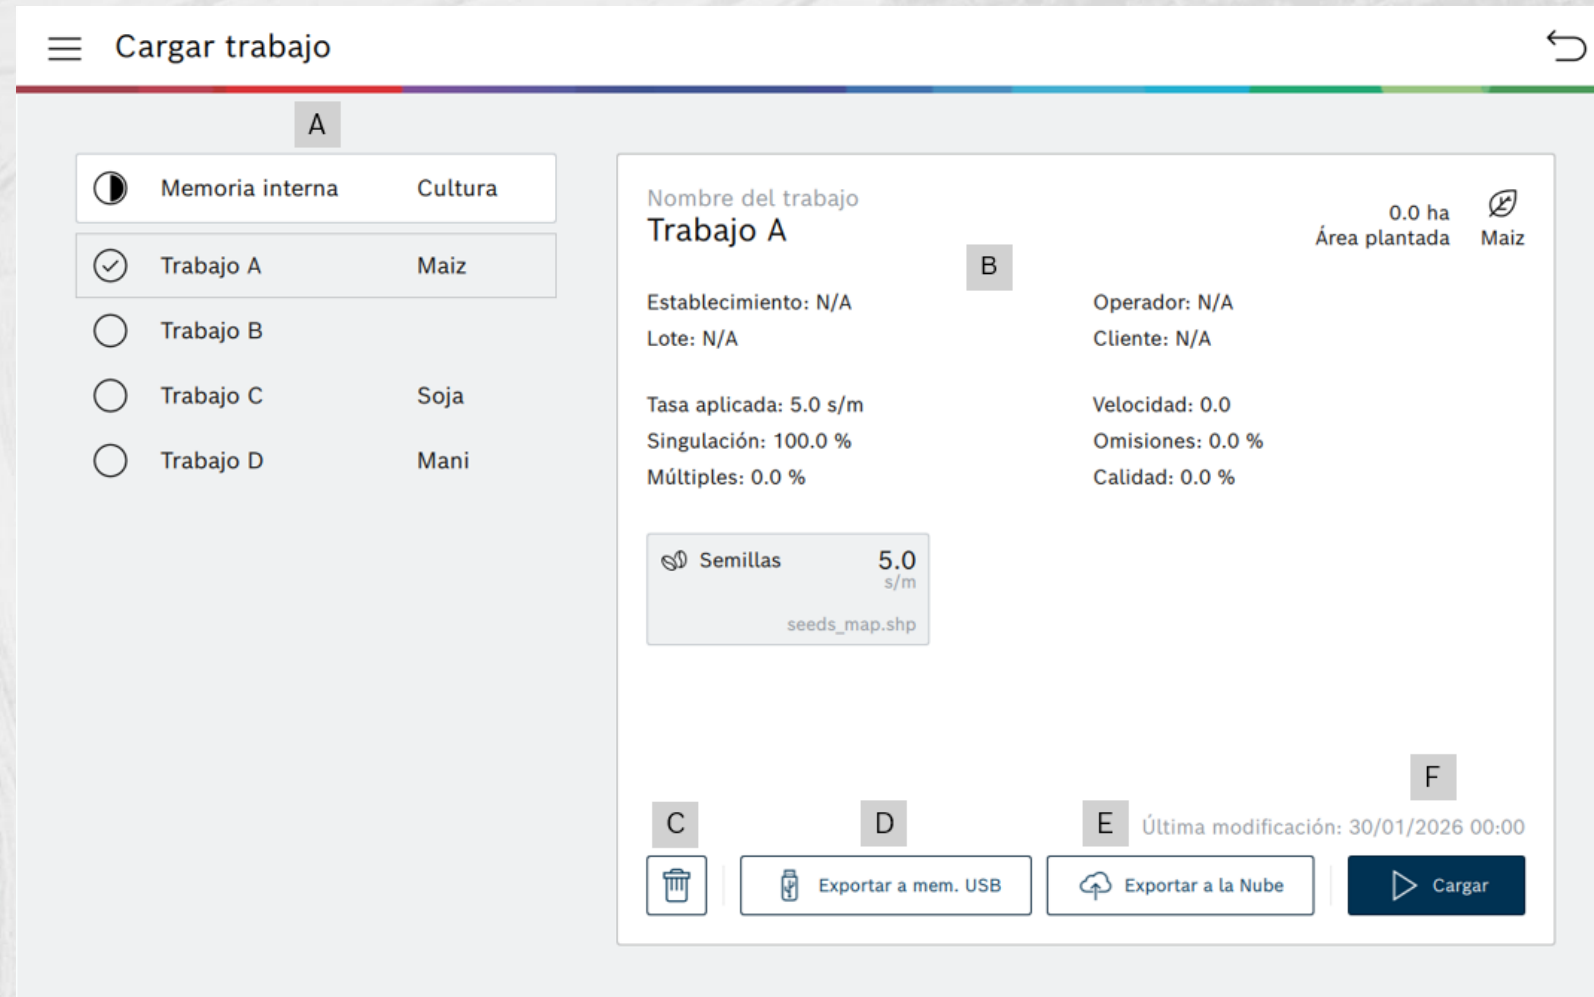 Cargar trabajo
A
Memoria interna Cultura
Trabajo A Maiz
Trabajo B
Trabajo C Soja
Trabajo D Mani
Nombre del trabajo
Trabajo A
0.0 ha
Área plantada Maiz
B
Establecimiento: N/A Operador: N/A
Lote: N/A Cliente: N/A
Tasa aplicada: 5.0 s/m Velocidad: 0.0
Singulación: 100.0 % Omisiones: 0.0 %
Múltiples: 0.0 % Calidad: 0.0 %
Semillas 5.0
s/m
seeds_map.shp
F
C D E Última modificación: 30/01/2026 00:00
Exportar a mem. USB Exportar a la Nube Cargar